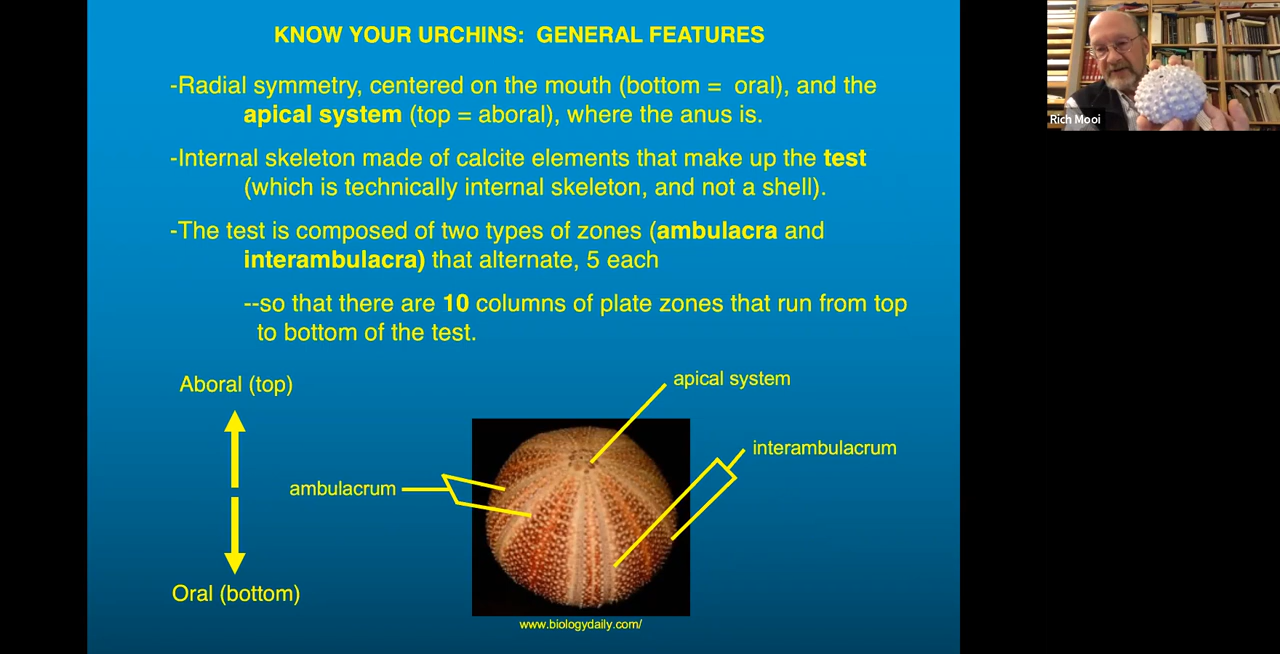 KNOW YOUR URCHINS: GENERAL FEATURES
-Radial symmetry, centered on the mouth (bottom = oral), and the
apical system (top = aboral), where the anus is.
-Internal skeleton made of calcite elements that make up the test
(which is technically internal skeleton, and not a shell).
-The test is composed of two types of zones (ambulacra and
interambulacra) that alternate, 5 each
--so that there are 10 columns of plate zones that run from top
to bottom of the test.
Aboral (top)
apical system
interambulacrum
ambulacrum
Oral (bottom)
www.biologydaily.com/
Rich Mooi